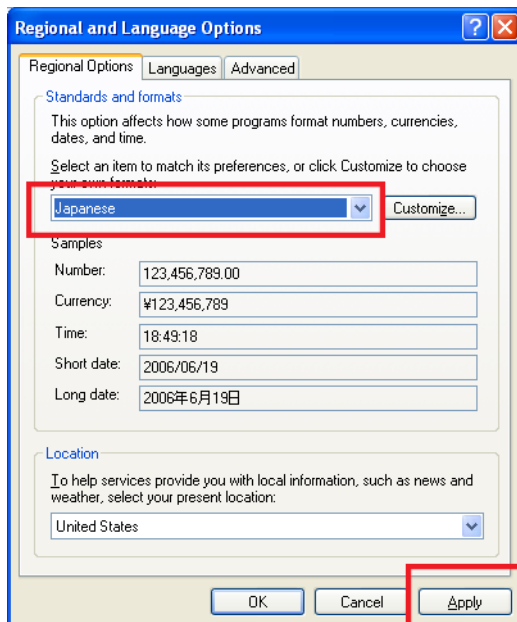 Regional and Language Options
Regional Options Languages Advanced
Standards and formats
This option affects how some programs format numbers, currencies,
dates, and time.
Select an item to match its preferences, or click Customize to choose
your own formats:
Japanese Customize...
Samples
Number: 123,456,789.00
Currency: ¥123,456,789
Time: 18:49:18
Short date: 2006/06/19
Long date: 2006年6月19日
Location
To help services provide you with local information, such as news and
weather, select your present location:
United States
OK Cancel Apply